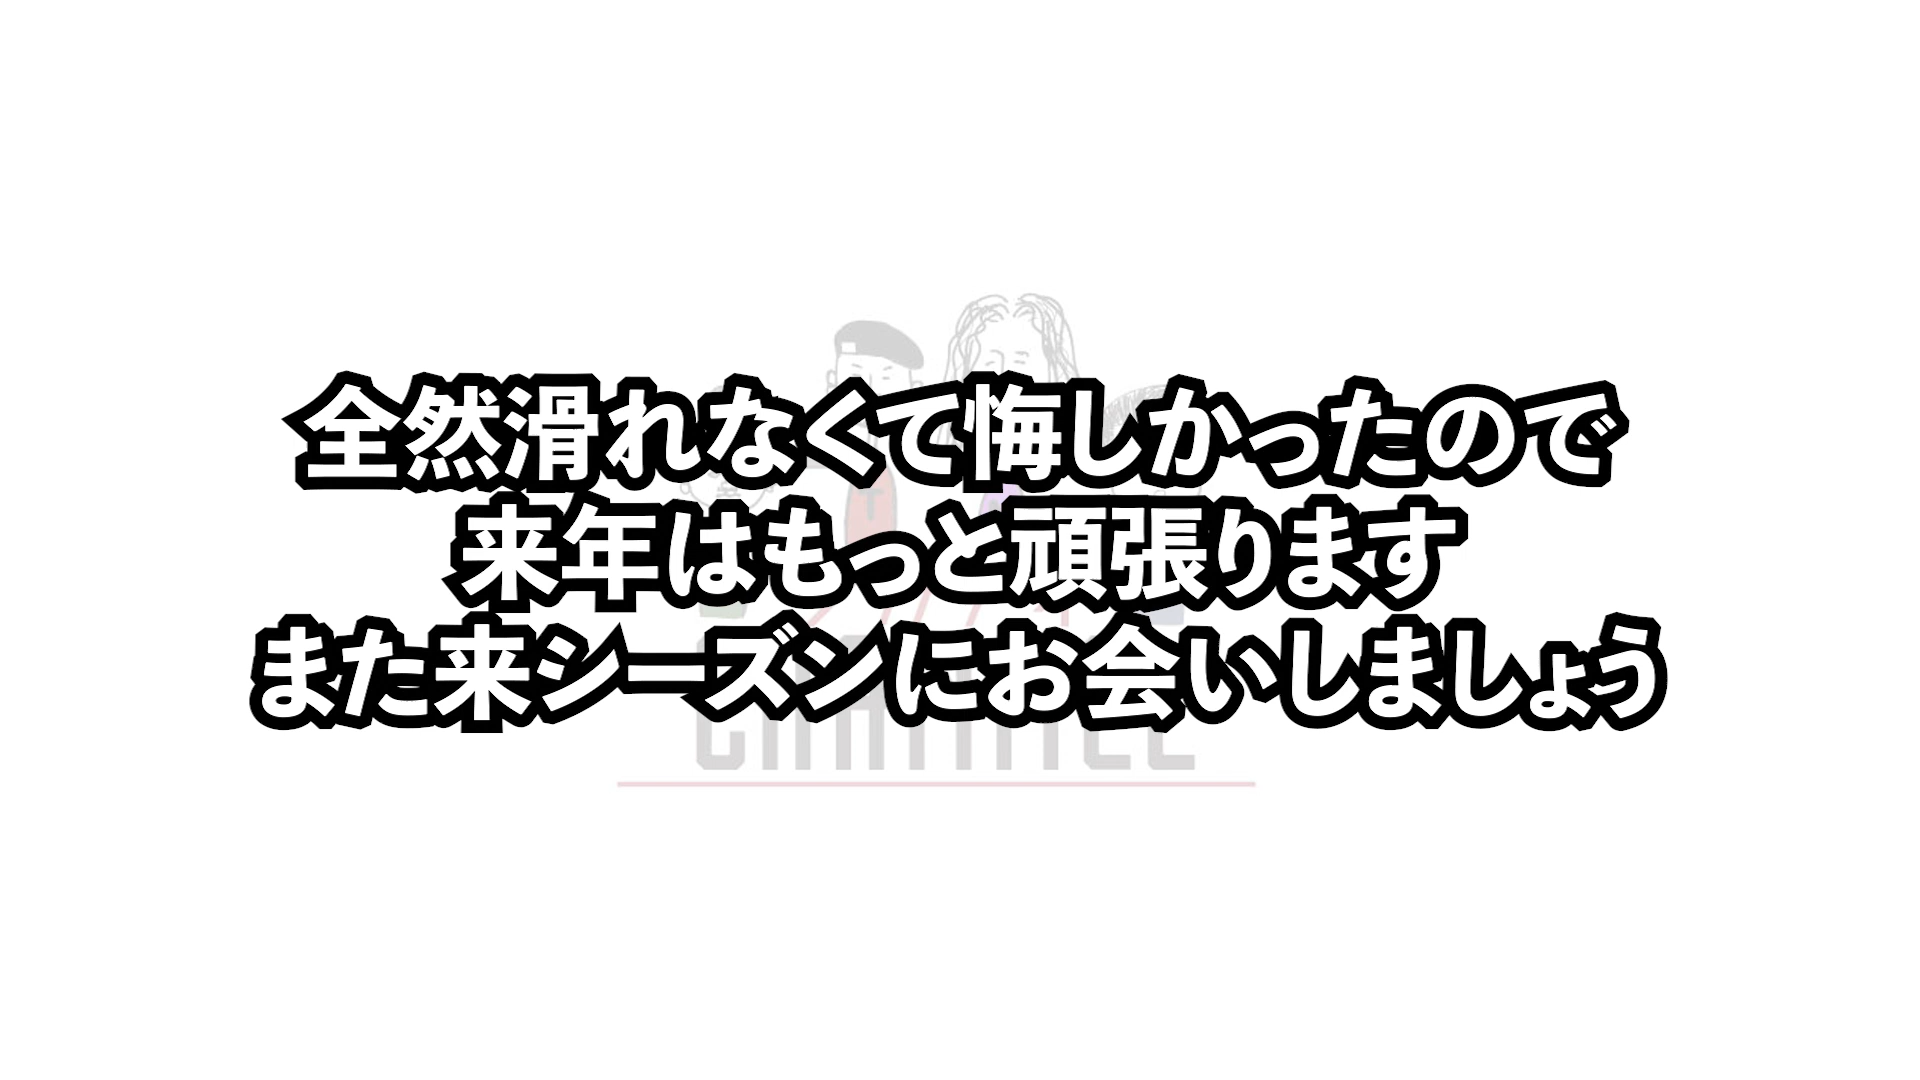 全然滑れなくて悔しかったので
来年はもっと頑張ります
また来シーズンにお会いしましょう